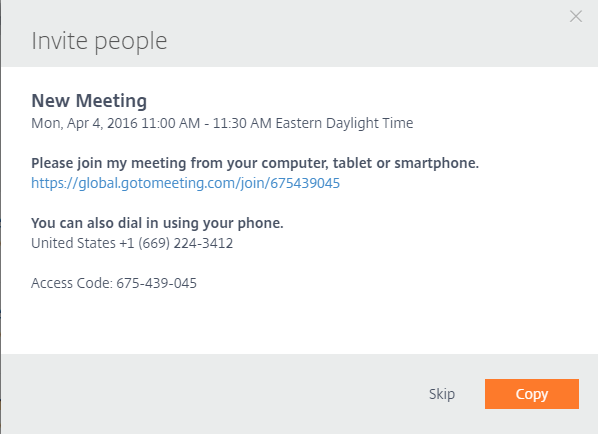 Invite people
New Meeting
Mon, Apr 4, 2016 11:00 AM - 11:30 AM Eastern Daylight Time
Please join my meeting from your computer, tablet or smartphone.
https://global.gotomeeting.com/join/675439045
You can also dial in using your phone.
United States +1 (669) 224-3412
Access Code: 675-439-045
Skip
Copy